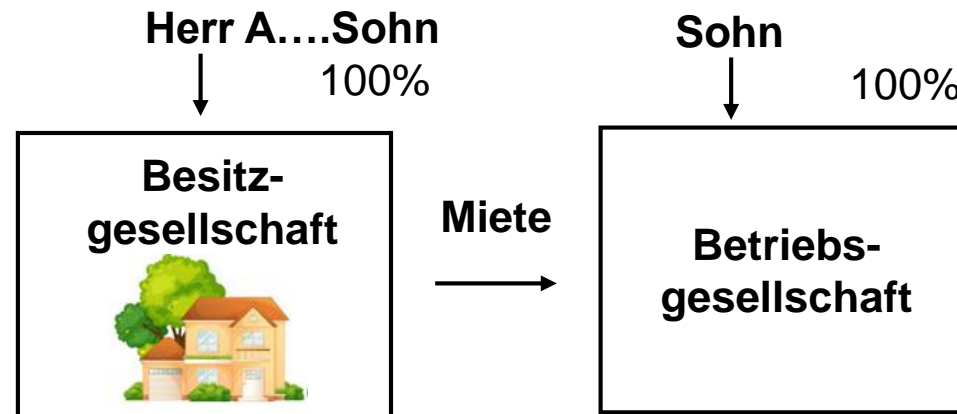 Herr A….Sohn
100%
Sohn
100%
Besitz-
gesellschaft
Miete
Betriebs-
gesellschaft